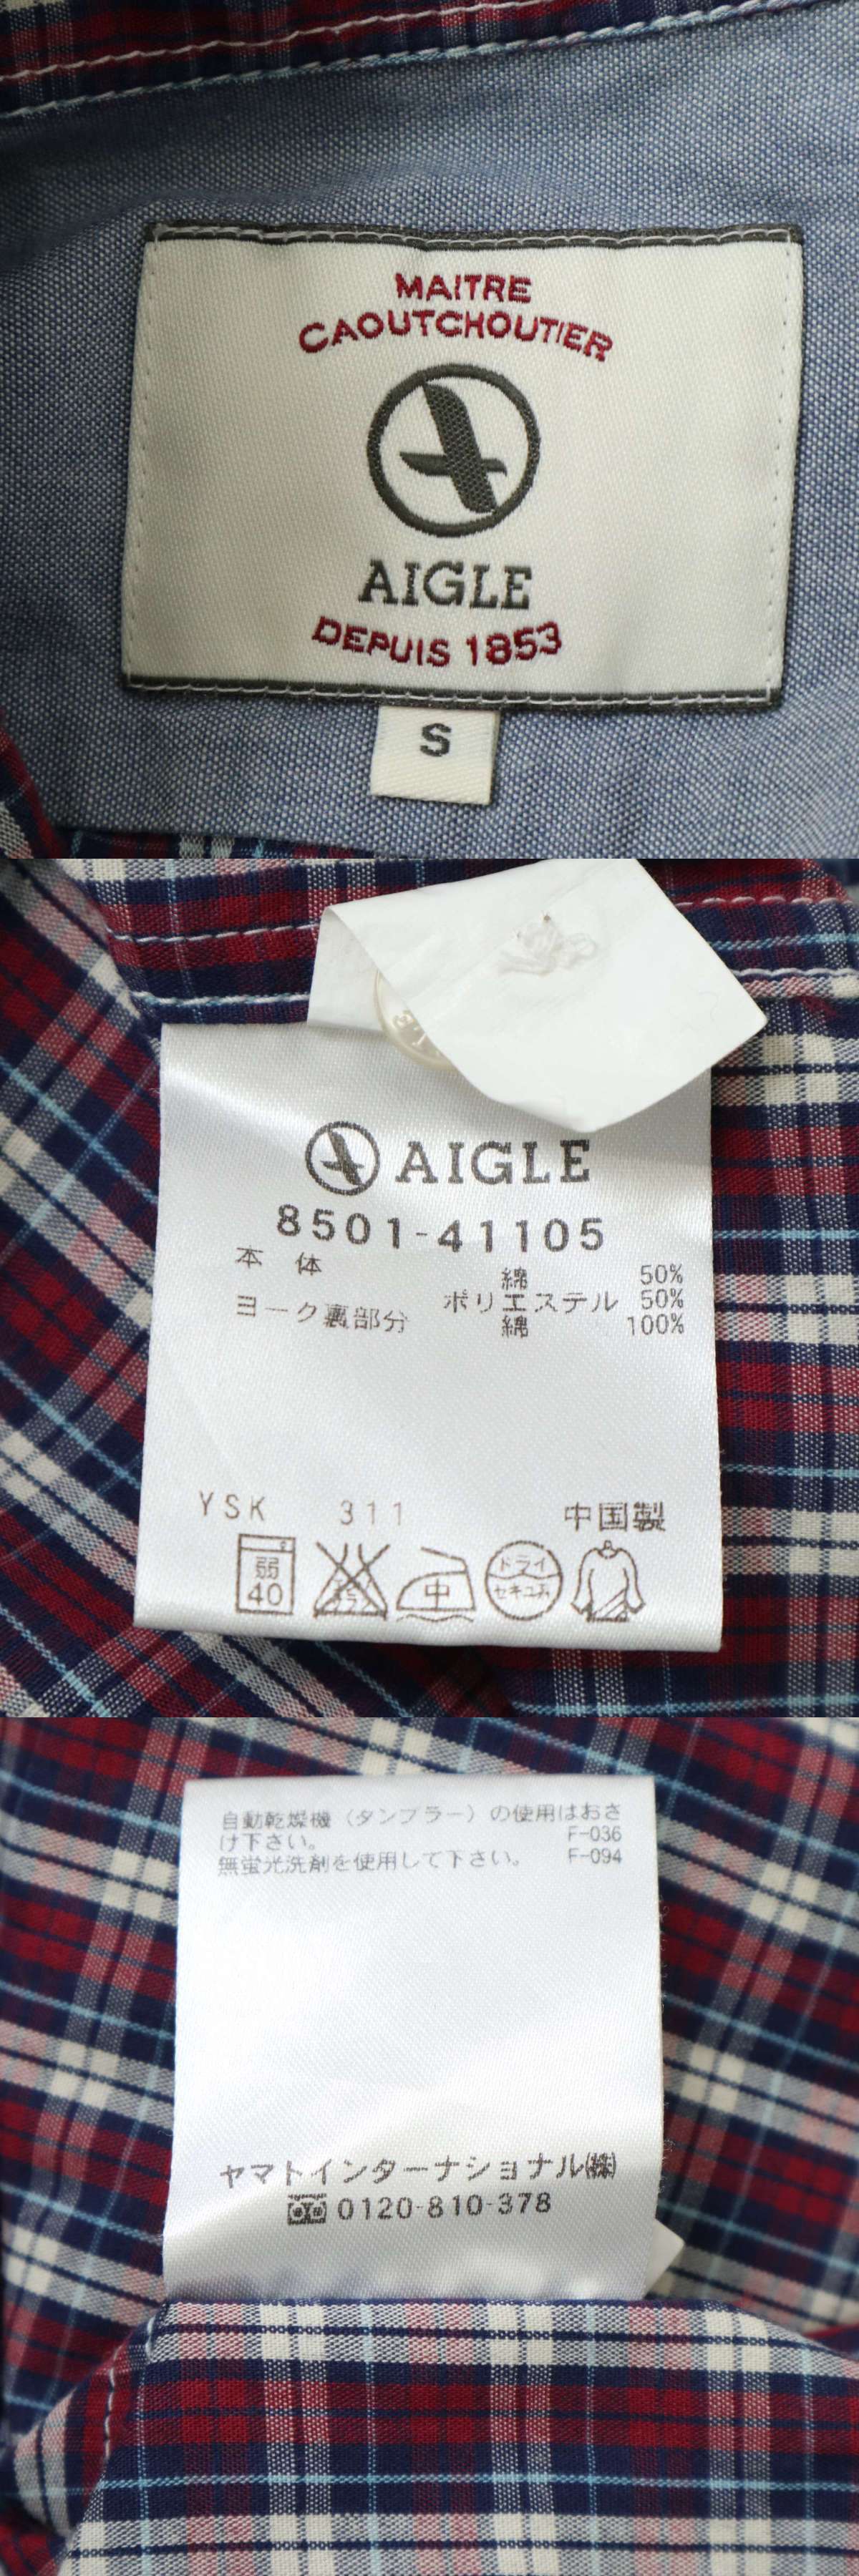 MAITRE
CAOUTCHOUTIER
AIGLE
DEPUIS 1853
S
AIGLE
8501-41105
本 体 綿 50%
ポリエステル 50%
ヨーク裏部分 綿 100%
YSK 311 中国製
弱 40 中 ドライ セキユ系
自動乾燥機（タンブラー）の使用はおさ
け下さい。 F-036
無蛍光洗剤を使用して下さい。 F-094
ヤマトインターナショナル㈱
0120-810-378